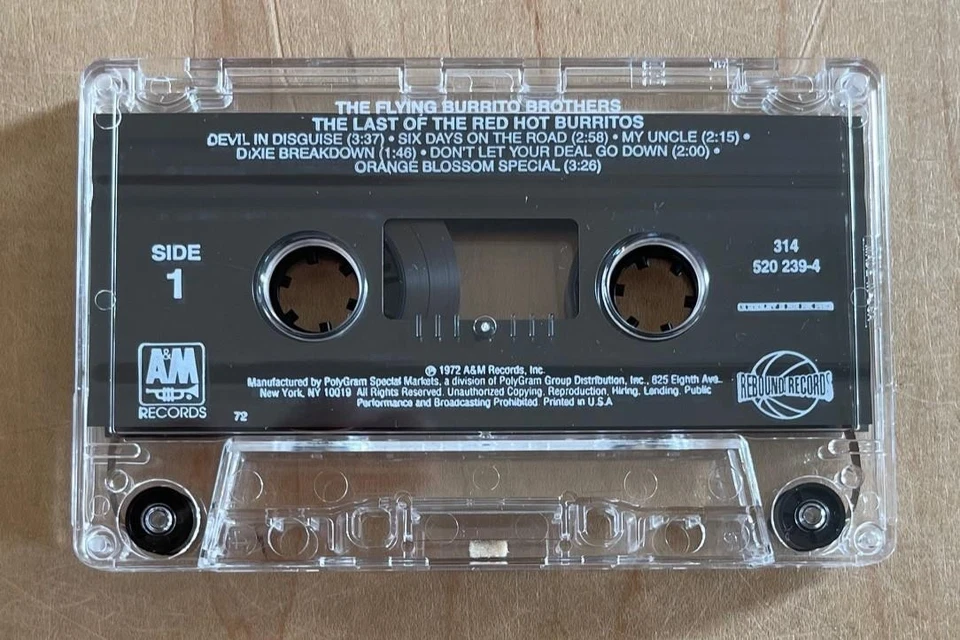 THE FLYING BURRITO BROTHERS
THE LAST OF THE RED HOT BURRITOS
DEVIL IN DISGUISE (3:37) • SIX DAYS ON THE ROAD (2:58) • MY UNCLE (2:15) •
DIXIE BREAKDOWN (1:46) • DON'T LET YOUR DEAL GO DOWN (2:00) •
ORANGE BLOSSOM SPECIAL (3:26)
SIDE
1
314
520 239-4
A&M
RECORDS
72
REBOUND RECORDS
℗ 1972 A&M Records, Inc.
Manufactured by PolyGram Special Markets, a division of PolyGram Group Distribution, Inc., 825 Eighth Ave.,
New York, NY 10019 All Rights Reserved. Unauthorized Copying, Reproduction, Hiring, Lending, Public
Performance and Broadcasting Prohibited. Printed in U.S.A